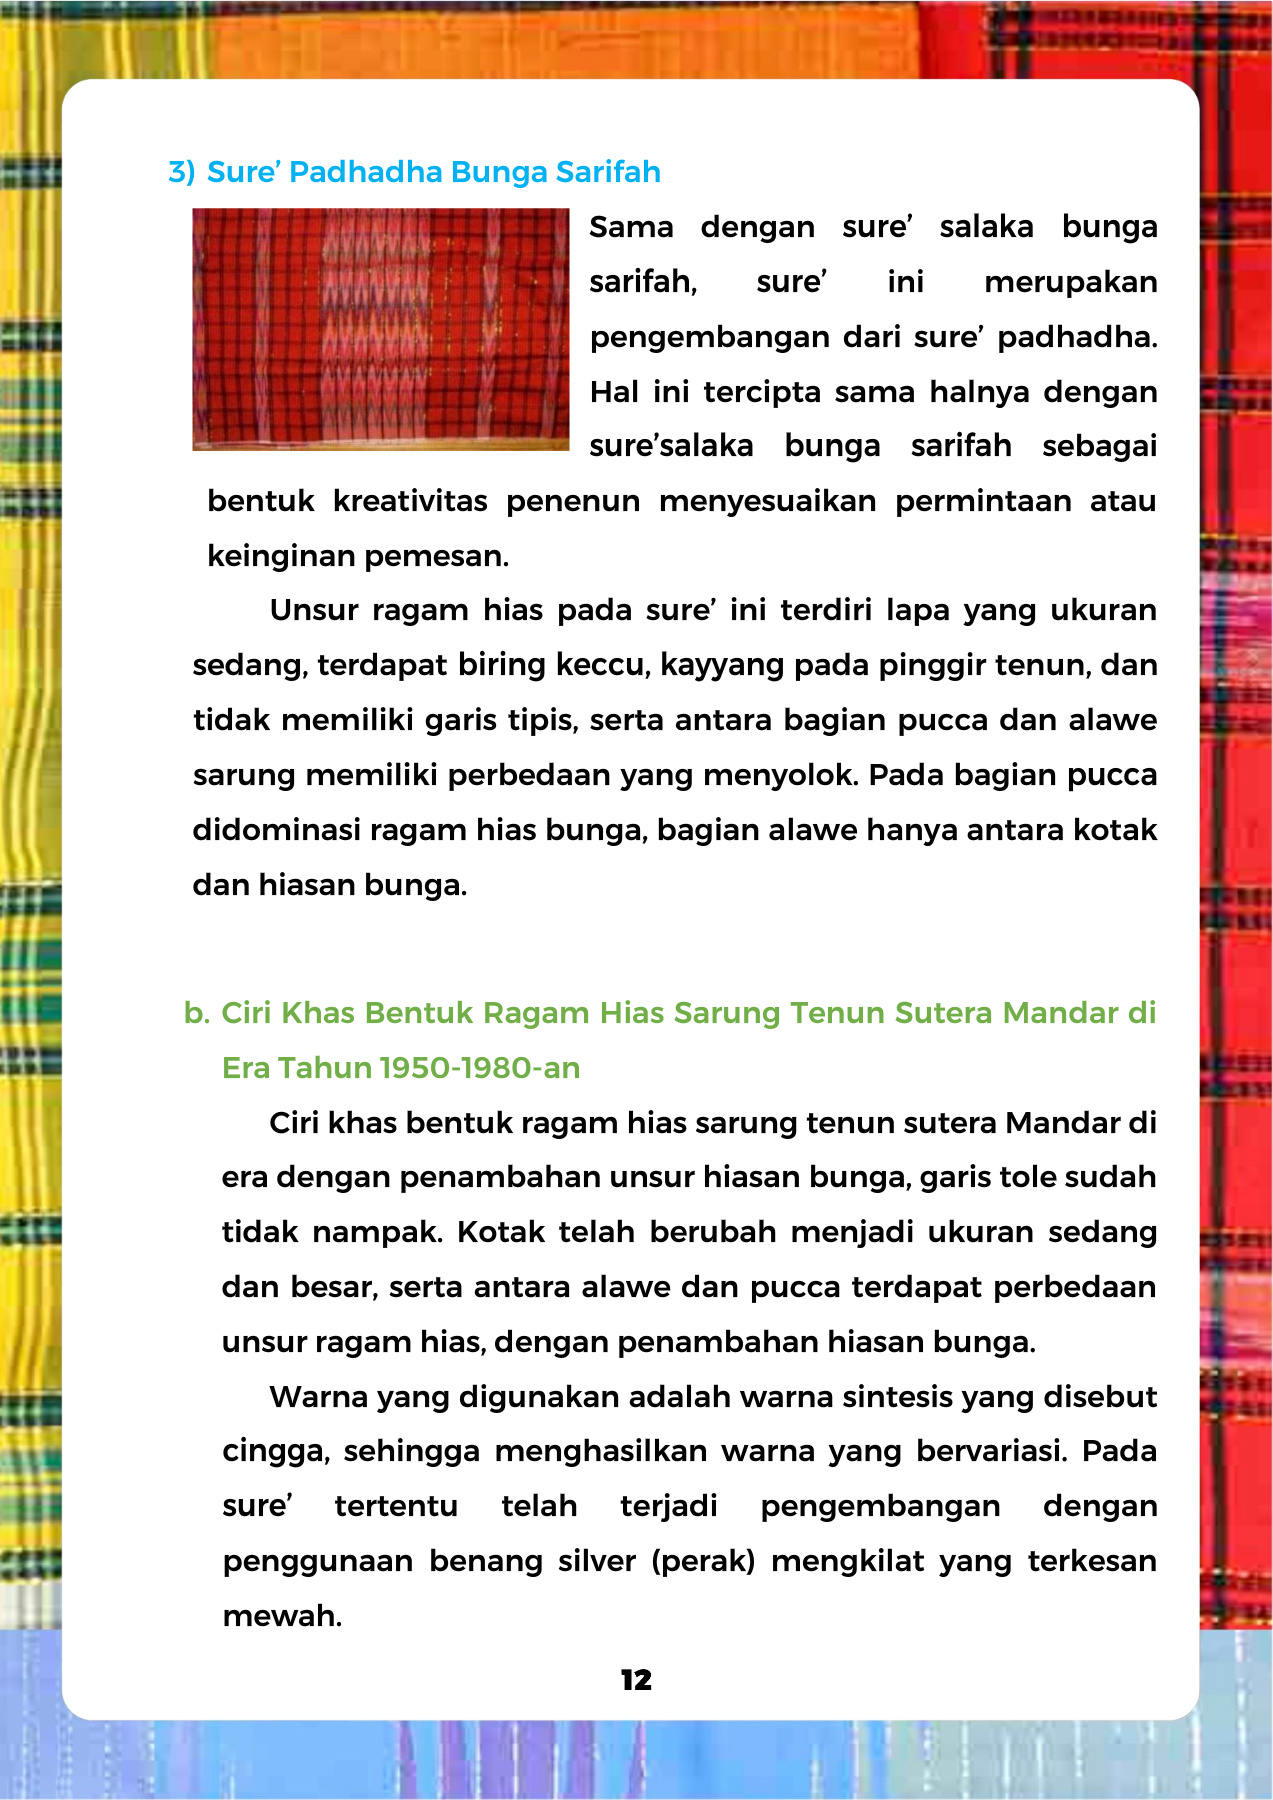 3) Sure’ Padhadha Bunga Sarifah
Sama dengan sure’ salaka bunga
sarifah, sure’ ini merupakan
pengembangan dari sure’ padhadha.
Hal ini tercipta sama halnya dengan
sure’salaka bunga sarifah sebagai
bentuk kreativitas penenun menyesuaikan permintaan atau
keinginan pemesan.
Unsur ragam hias pada sure’ ini terdiri lapa yang ukuran
sedang, terdapat biring keccu, kayyang pada pinggir tenun, dan
tidak memiliki garis tipis, serta antara bagian pucca dan alawe
sarung memiliki perbedaan yang menyolok. Pada bagian pucca
didominasi ragam hias bunga, bagian alawe hanya antara kotak
dan hiasan bunga.
b. Ciri Khas Bentuk Ragam Hias Sarung Tenun Sutera Mandar di
Era Tahun 1950-1980-an
Ciri khas bentuk ragam hias sarung tenun sutera Mandar di
era dengan penambahan unsur hiasan bunga, garis tole sudah
tidak nampak. Kotak telah berubah menjadi ukuran sedang
dan besar, serta antara alawe dan pucca terdapat perbedaan
unsur ragam hias, dengan penambahan hiasan bunga.
Warna yang digunakan adalah warna sintesis yang disebut
cingga, sehingga menghasilkan warna yang bervariasi. Pada
sure’ tertentu telah terjadi pengembangan dengan
penggunaan benang silver (perak) mengkilat yang terkesan
mewah.
12